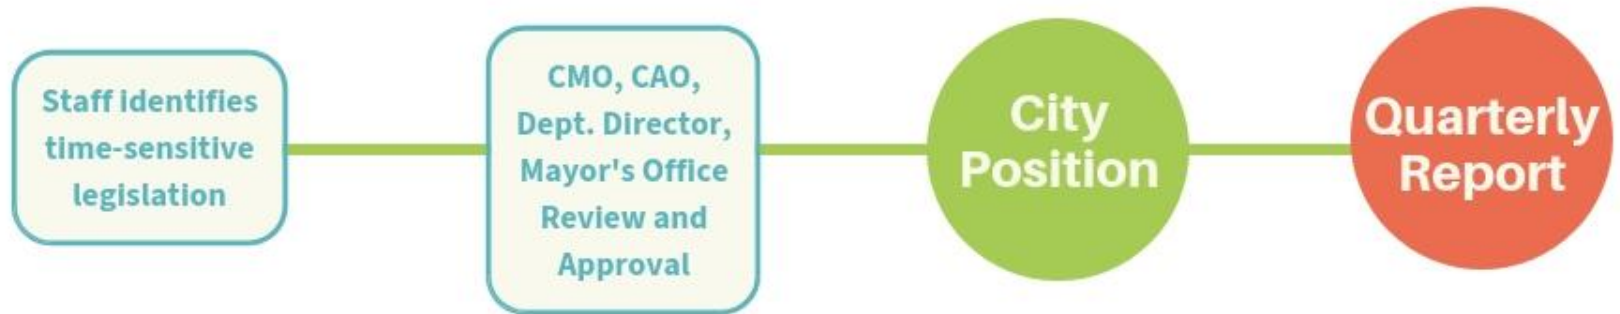 Staff identifies
time-sensitive
legislation
CMO, CAO,
Dept. Director,
Mayor's Office
Review and
Approval
City
Position
Quarterly
Report